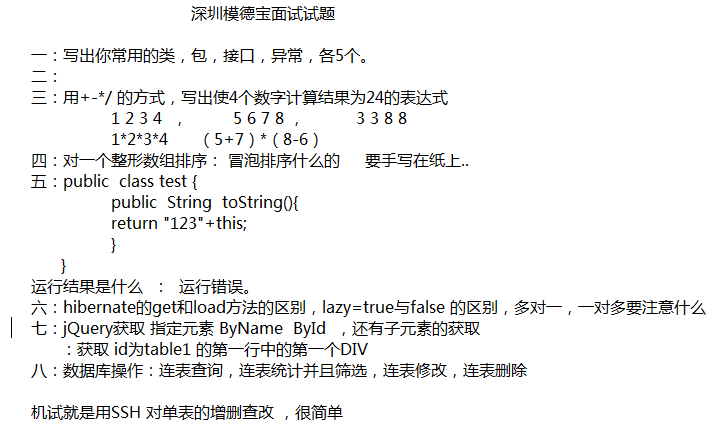 深圳模德宝面试试题
一：写出你常用的类，包，接口，异常，各5个。
二：
三：用+-*/ 的方式，写出使4个数字计算结果为24的表达式
1 2 3 4 ， 5 6 7 8 ， 3 3 8 8
1*2*3*4 （5+7）*（8-6）
四：对一个整形数组排序： 冒泡排序什么的 要手写在纸上..
五：public class test {
public String toString(){
return "123"+this;
}
}
运行结果是什么 ： 运行错误。
六：hibernate的get和load方法的区别，lazy=true与false 的区别，多对一，一对多要注意什么
七：jQuery获取 指定元素 ByName ById ，还有子元素的获取
：获取 id为table1 的第一行中的第一个DIV
八：数据库操作：连表查询，连表统计并且筛选，连表修改，连表删除
机试就是用SSH 对单表的增删查改 ，很简单